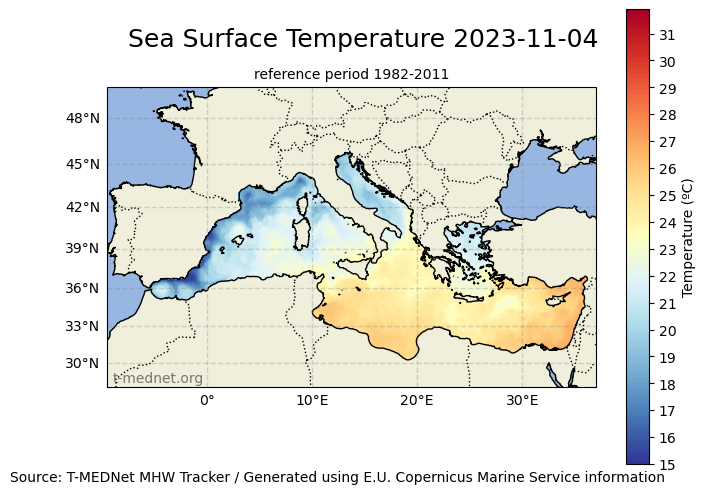 Sea Surface Temperature 2023-11-04
reference period 1982-2011
48°N
45°N
42°N
39°N
36°N
33°N
30°N
t-mednet.org
0°
10°E
20°E
30°E
31
30
29
28
27
26
25
24
23
22
21
20
19
18
17
16
15
Temperature (ºC)
Source: T-MEDNet MHW Tracker / Generated using E.U. Copernicus Marine Service information